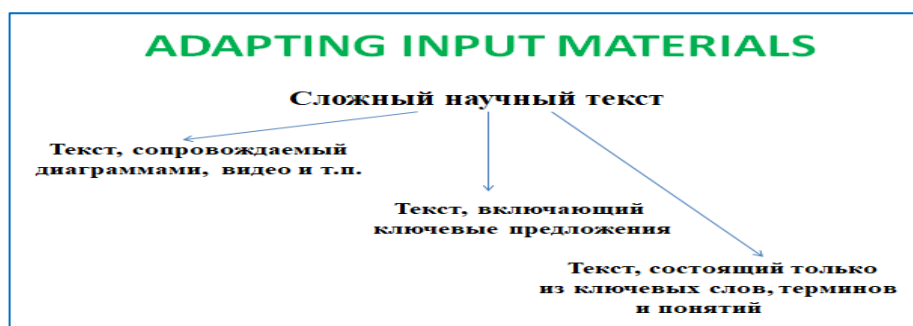 ADAPTING INPUT MATERIALS
Сложный научный текст
Текст, сопровождаемый
диаграммами, видео и т.п.
Текст, включающий
ключевые предложения
Текст, состоящий только
из ключевых слов, терминов
и понятий